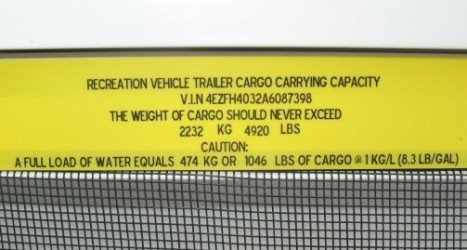 RECREATION VEHICLE TRAILER CARGO CARRYING CAPACITY
V.I.N 4EZFH4032A6087398
THE WEIGHT OF CARGO SHOULD NEVER EXCEED
2232 KG 4920 LBS
CAUTION:
A FULL LOAD OF WATER EQUALS 474 KG OR 1046 LBS OF CARGO @ 1 KG/L (8.3 LB/GAL)